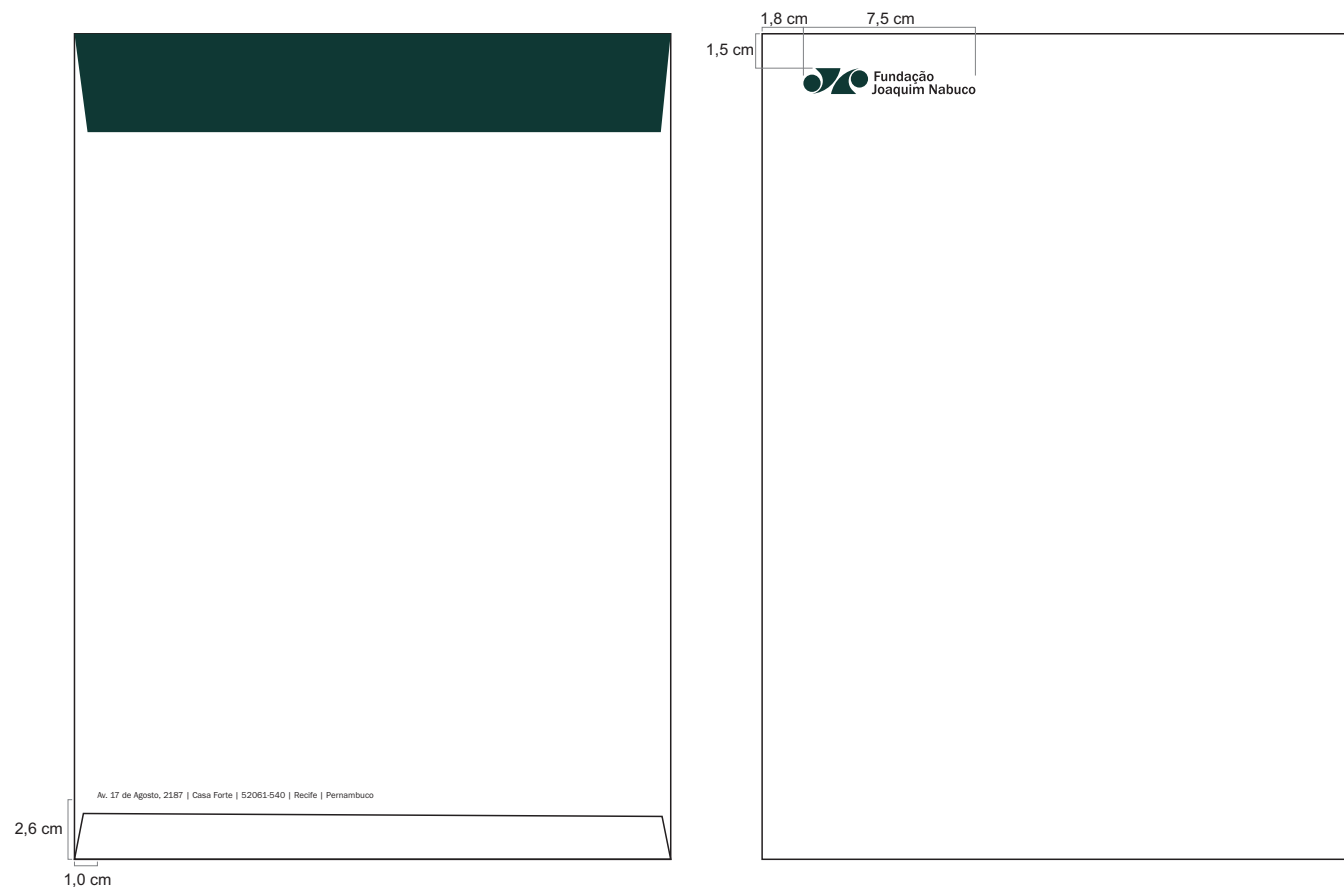 1,8 cm
7,5 cm
1,5 cm
Fundação
Joaquim Nabuco
Av. 17 de Agosto, 2187 | Casa Forte | 52061-540 | Recife | Pernambuco
2,6 cm
1,0 cm